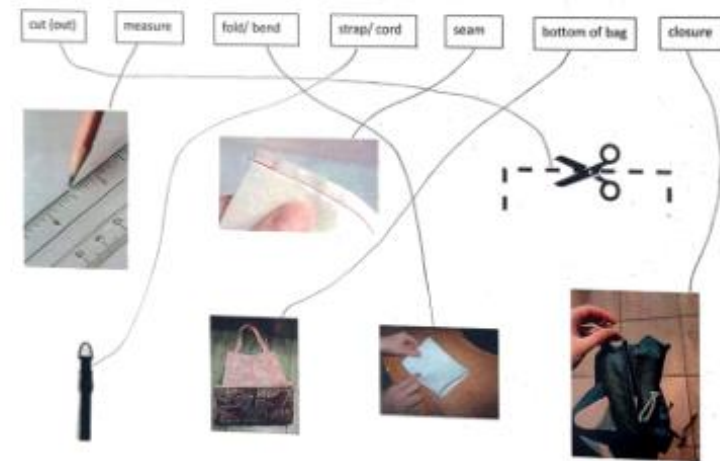 cut (out)
measure
fold/ bend
strap/ cord
seam
bottom of bag
closure